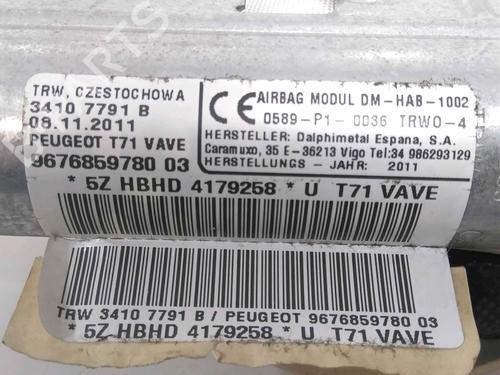 TRW, CZESTOCHOWA
3410 7791 B
08.11.2011
PEUGEOT T71 VAVE
9676859780 03
CE AIRBAG MODUL DM-HAB-1002
0589-P1-0036 TRWO-4
HERSTELLER: Dalphimetal Espana, S.A.
Caramuxo, 35 E-36213 Vigo Tel:34 986293129
HERSTELLUNGS - JAHR: 2011
* 5Z HBHD 4179258 * U T71 VAVE
TRW 3410 7791 B / PEUGEOT 9676859780 03
* 5Z HBHD 4179258 * U T71 VAVE